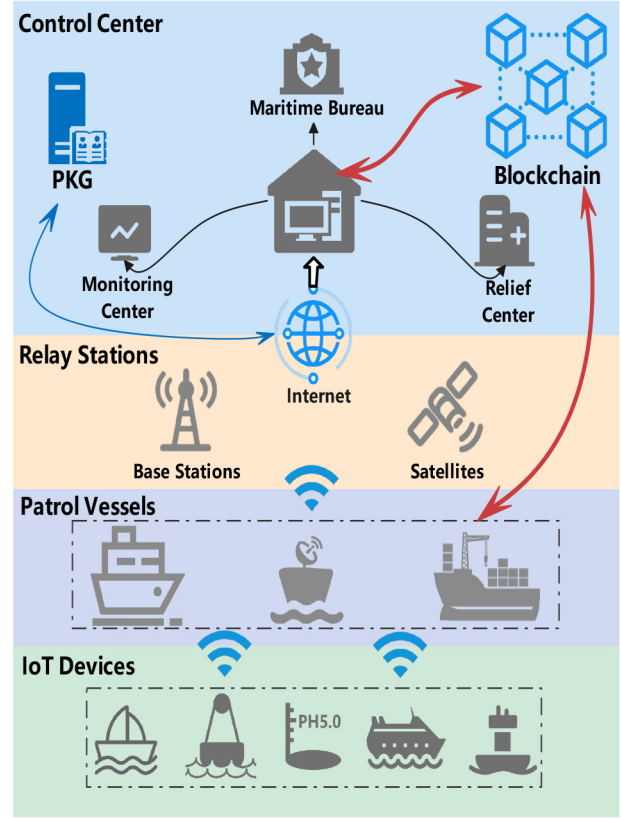 Control Center
Maritime Bureau
PKG
Blockchain
Monitoring
Center
Relief
Center
Relay Stations
Internet
Base Stations
Satellites
Patrol Vessels
IoT Devices
PH5.0